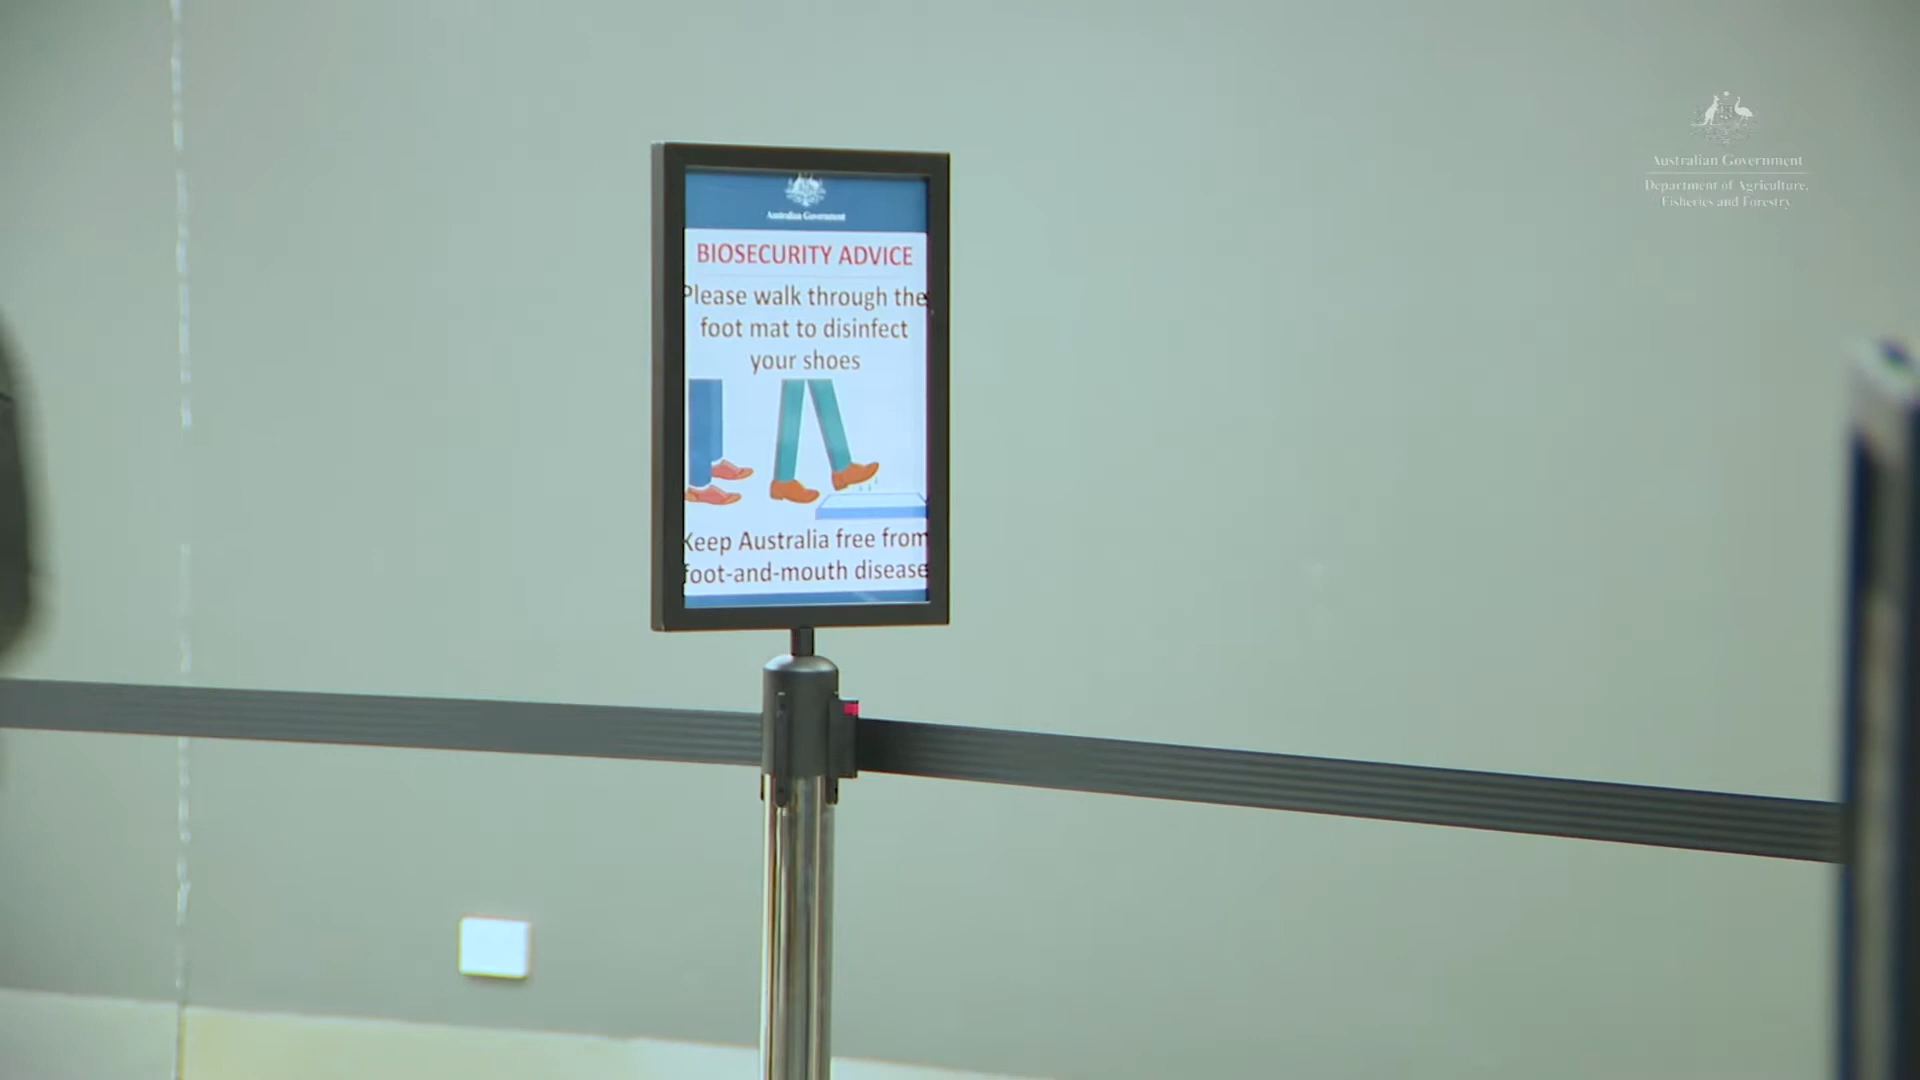 Australian Government
BIOSECURITY ADVICE
Please walk through the
foot mat to disinfect
your shoes
Keep Australia free from
foot-and-mouth disease
Australian Government
Department of Agriculture,
Fisheries and Forestry